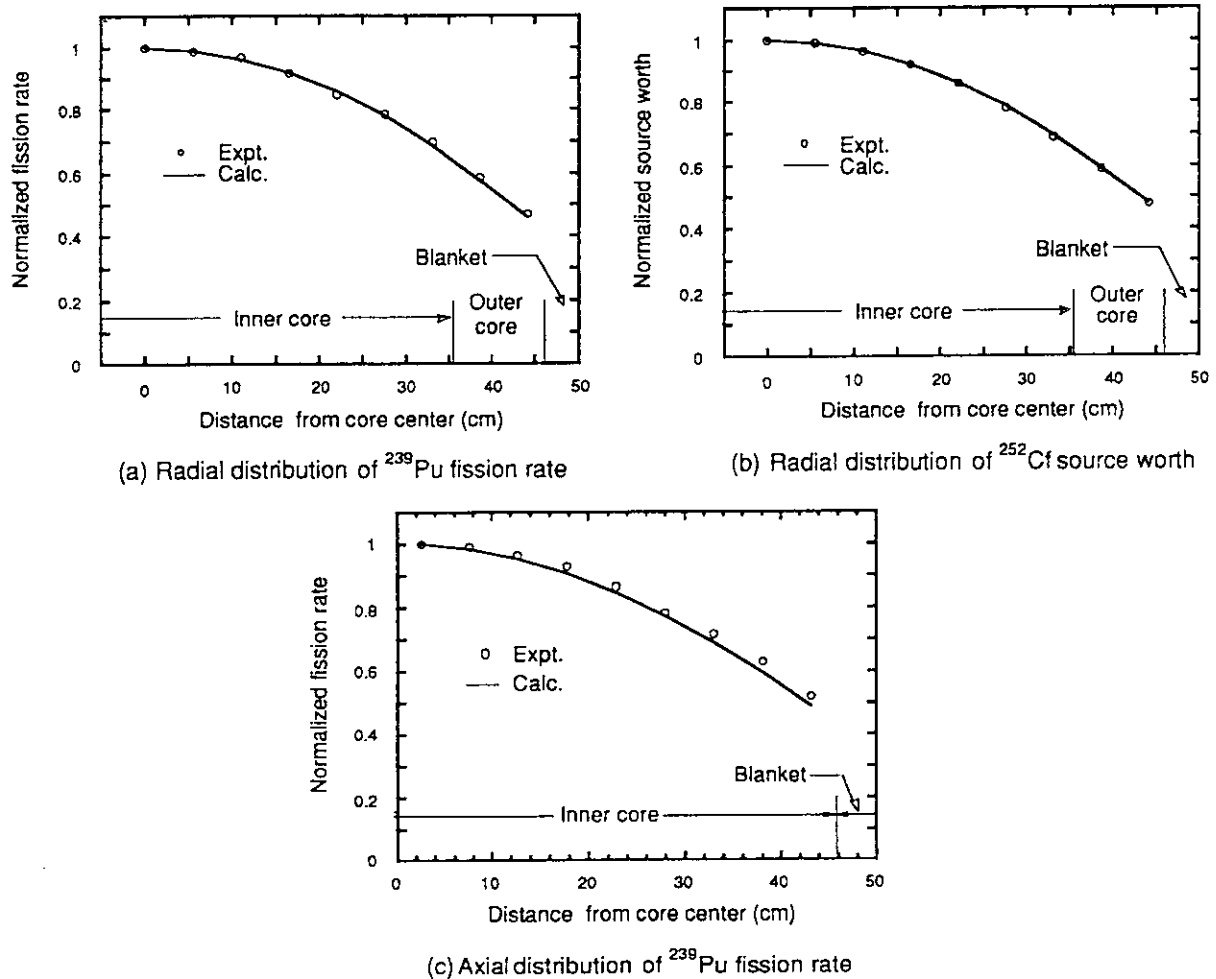 Normalized fission rate
1
0.8
0.6
0.4
0.2
0
Expt.
Calc.
Blanket
Inner core
Outer
core
0 10 20 30 40 50
Distance from core center (cm)
(a) Radial distribution of ²³⁹Pu fission rate
Normalized source worth
1
0.8
0.6
0.4
0.2
0
Expt.
Calc.
Blanket
Inner core
Outer
core
0 10 20 30 40 50
Distance from core center (cm)
(b) Radial distribution of ²⁵²Cf source worth
Normalized fission rate
1
0.8
0.6
0.4
0.2
0
Expt.
Calc.
Blanket
Inner core
0 10 20 30 40 50
Distance from core center (cm)
(c) Axial distribution of ²³⁹Pu fission rate